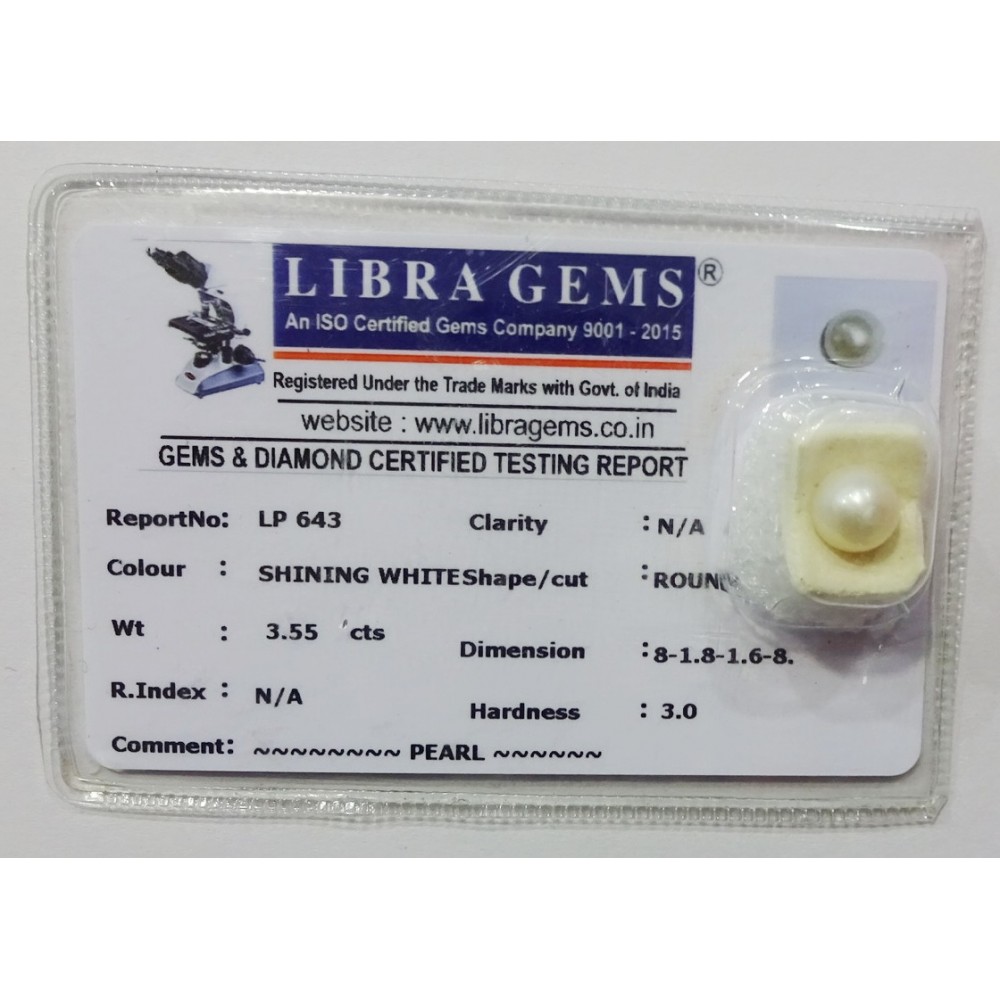 LIBRA GEMS ®
An ISO Certified Gems Company 9001 - 2015
Registered Under the Trade Marks with Govt. of India
website : www.libragems.co.in
GEMS & DIAMOND CERTIFIED TESTING REPORT
ReportNo: LP 643 Clarity : N/A
Colour : SHINING WHITE Shape/cut :
Wt : 3.55 cts Dimension : 8-1.8-1.6-8.
R.Index : N/A Hardness : 3.0
Comment: ~~~~~~~~ PEARL ~~~~~~